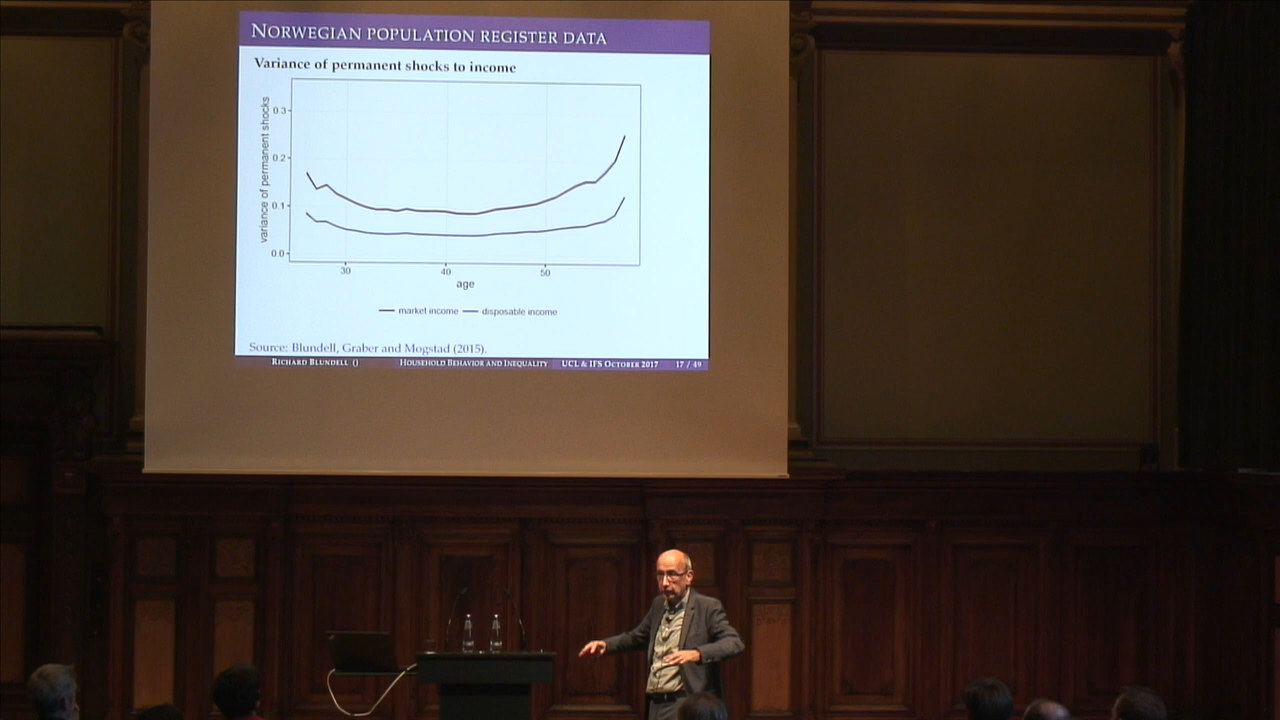 NORWEGIAN POPULATION REGISTER DATA
Variance of permanent shocks to income
variance of permanent shocks
0.3
0.2
0.1
0.0
30 40 50
age
market income disposable income
Source: Blundell, Graber and Mogstad (2015).
RICHARD BLUNDELL () HOUSEHOLD BEHAVIOR AND INEQUALITY UCL & IFS OCTOBER 2017 17 / 49